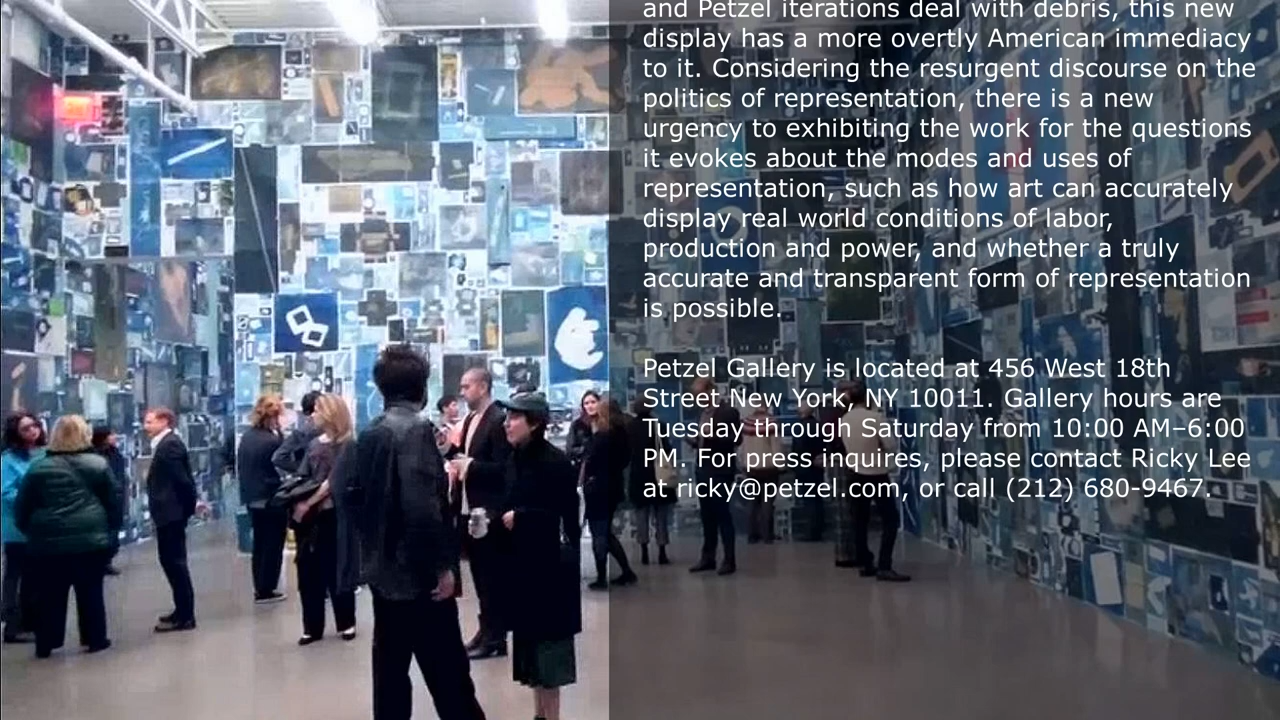 and Petzel iterations deal with debris, this new
display has a more overtly American immediacy
to it. Considering the resurgent discourse on the
politics of representation, there is a new
urgency to exhibiting the work for the questions
it evokes about the modes and uses of
representation, such as how art can accurately
display real world conditions of labor,
production and power, and whether a truly
accurate and transparent form of representation
is possible.
Petzel Gallery is located at 456 West 18th
Street New York, NY 10011. Gallery hours are
Tuesday through Saturday from 10:00 AM–6:00
PM. For press inquires, please contact Ricky Lee
at ricky@petzel.com, or call (212) 680-9467.